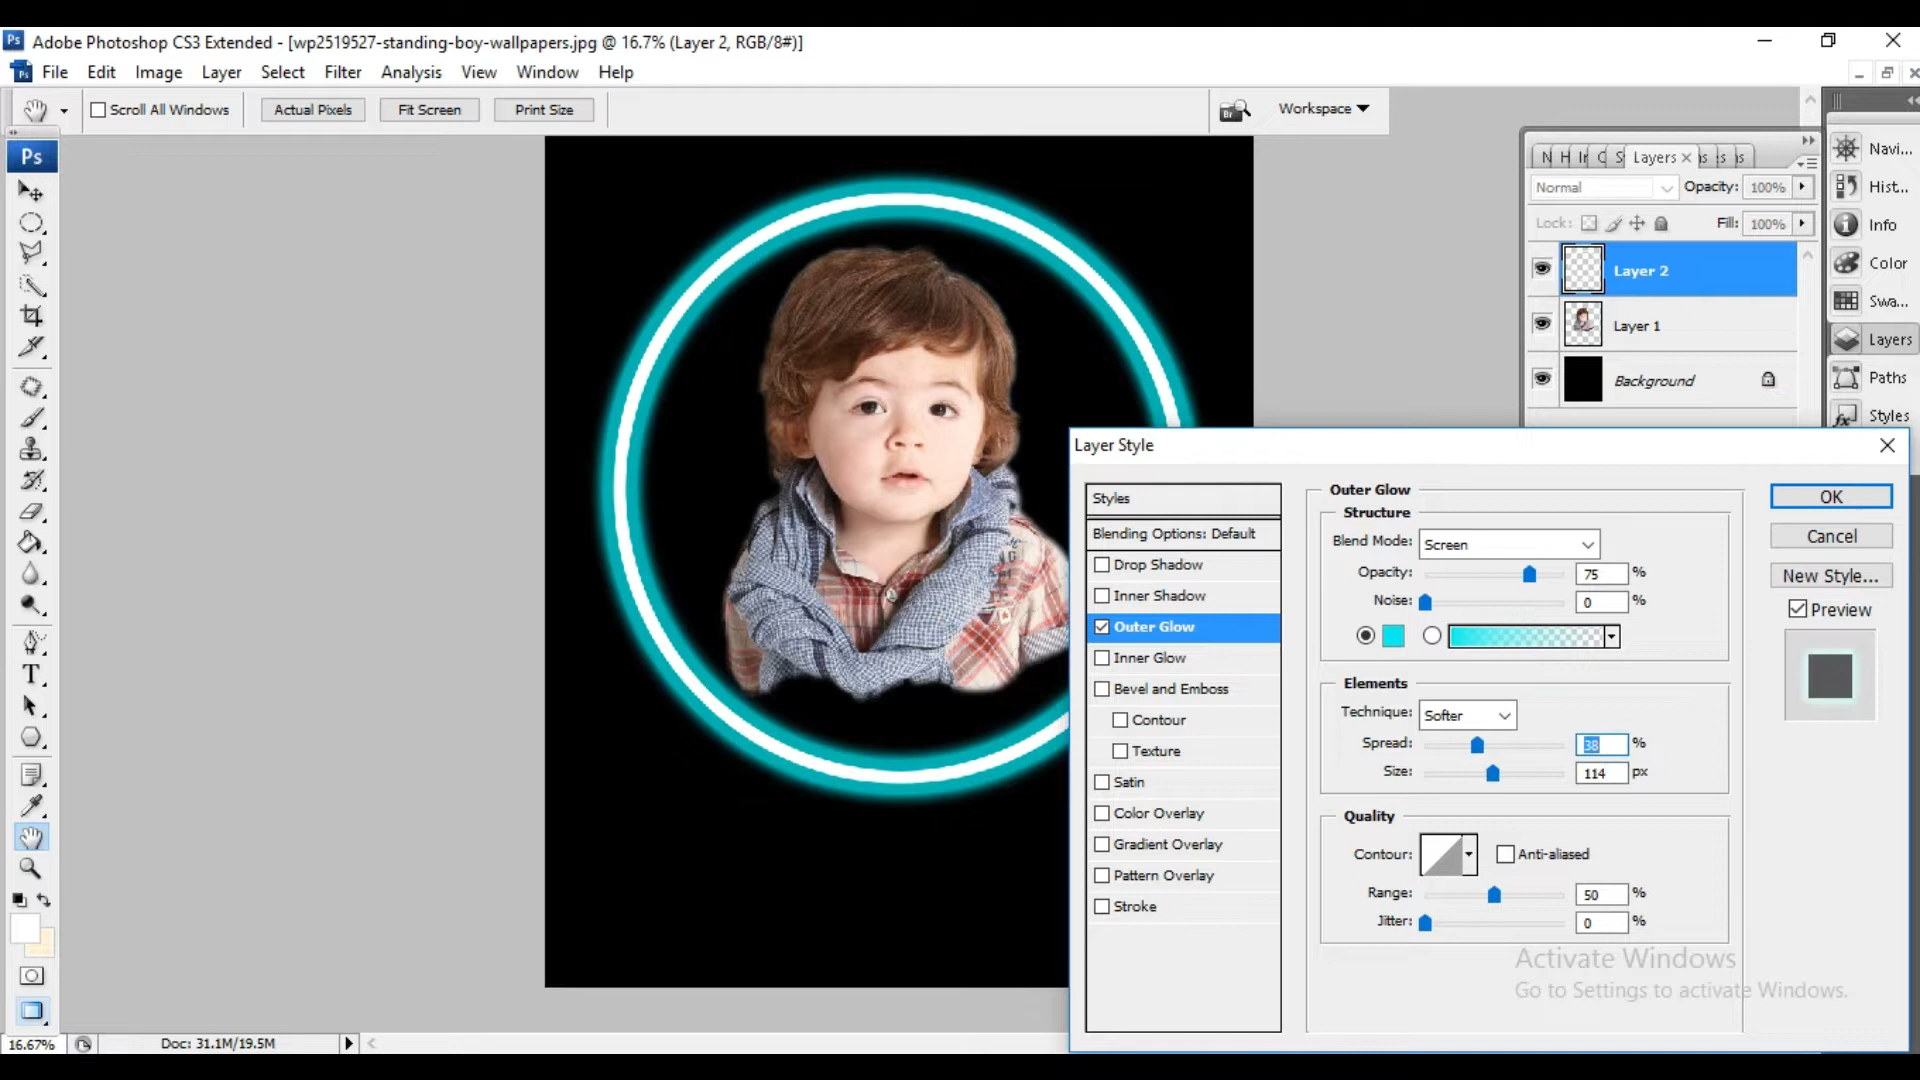 Ps Adobe Photoshop CS3 Extended - [wp2519527-standing-boy-wallpapers.jpg @ 16.7% (Layer 2, RGB/8#)]
Ps File Edit Image Layer Select Filter Analysis View Window Help
Scroll All Windows Actual Pixels Fit Screen Print Size Br Workspace
Ps
N H Layers Navi...
Normal Opacity: 100% Hist...
Lock: Fill: 100% Info
Layer 2 Color
Swa...
Layer 1 Layers
Background Paths
Styles
Layer Style
Styles
Blending Options: Default
Drop Shadow
Inner Shadow
Outer Glow
Inner Glow
Bevel and Emboss
Contour
Texture
Satin
Color Overlay
Gradient Overlay
Pattern Overlay
Stroke
Outer Glow
Structure
Blend Mode: Screen
Opacity: 75 %
Noise: 0 %
Elements
Technique: Softer
Spread: 38 %
Size: 114 px
Quality
Contour: Anti-aliased
Range: 50 %
Jitter: 0 %
OK
Cancel
New Style...
Preview
Activate Windows
Go to Settings to activate Windows.
T
16.67% Doc: 31.1M/19.5M